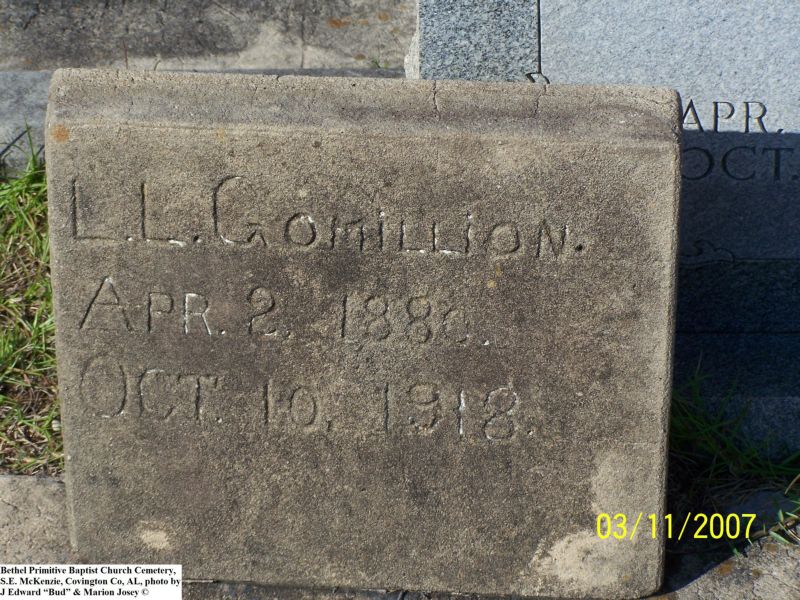 L.L. GOMILLION.
APR. 2, 1880.
OCT. 10, 1918.
APR.
OCT.
03/11/2007
Bethel Primitive Baptist Church Cemetery,
S.E. McKenzie, Covington Co, AL, photo by
J Edward “Bud” & Marion Josey ©